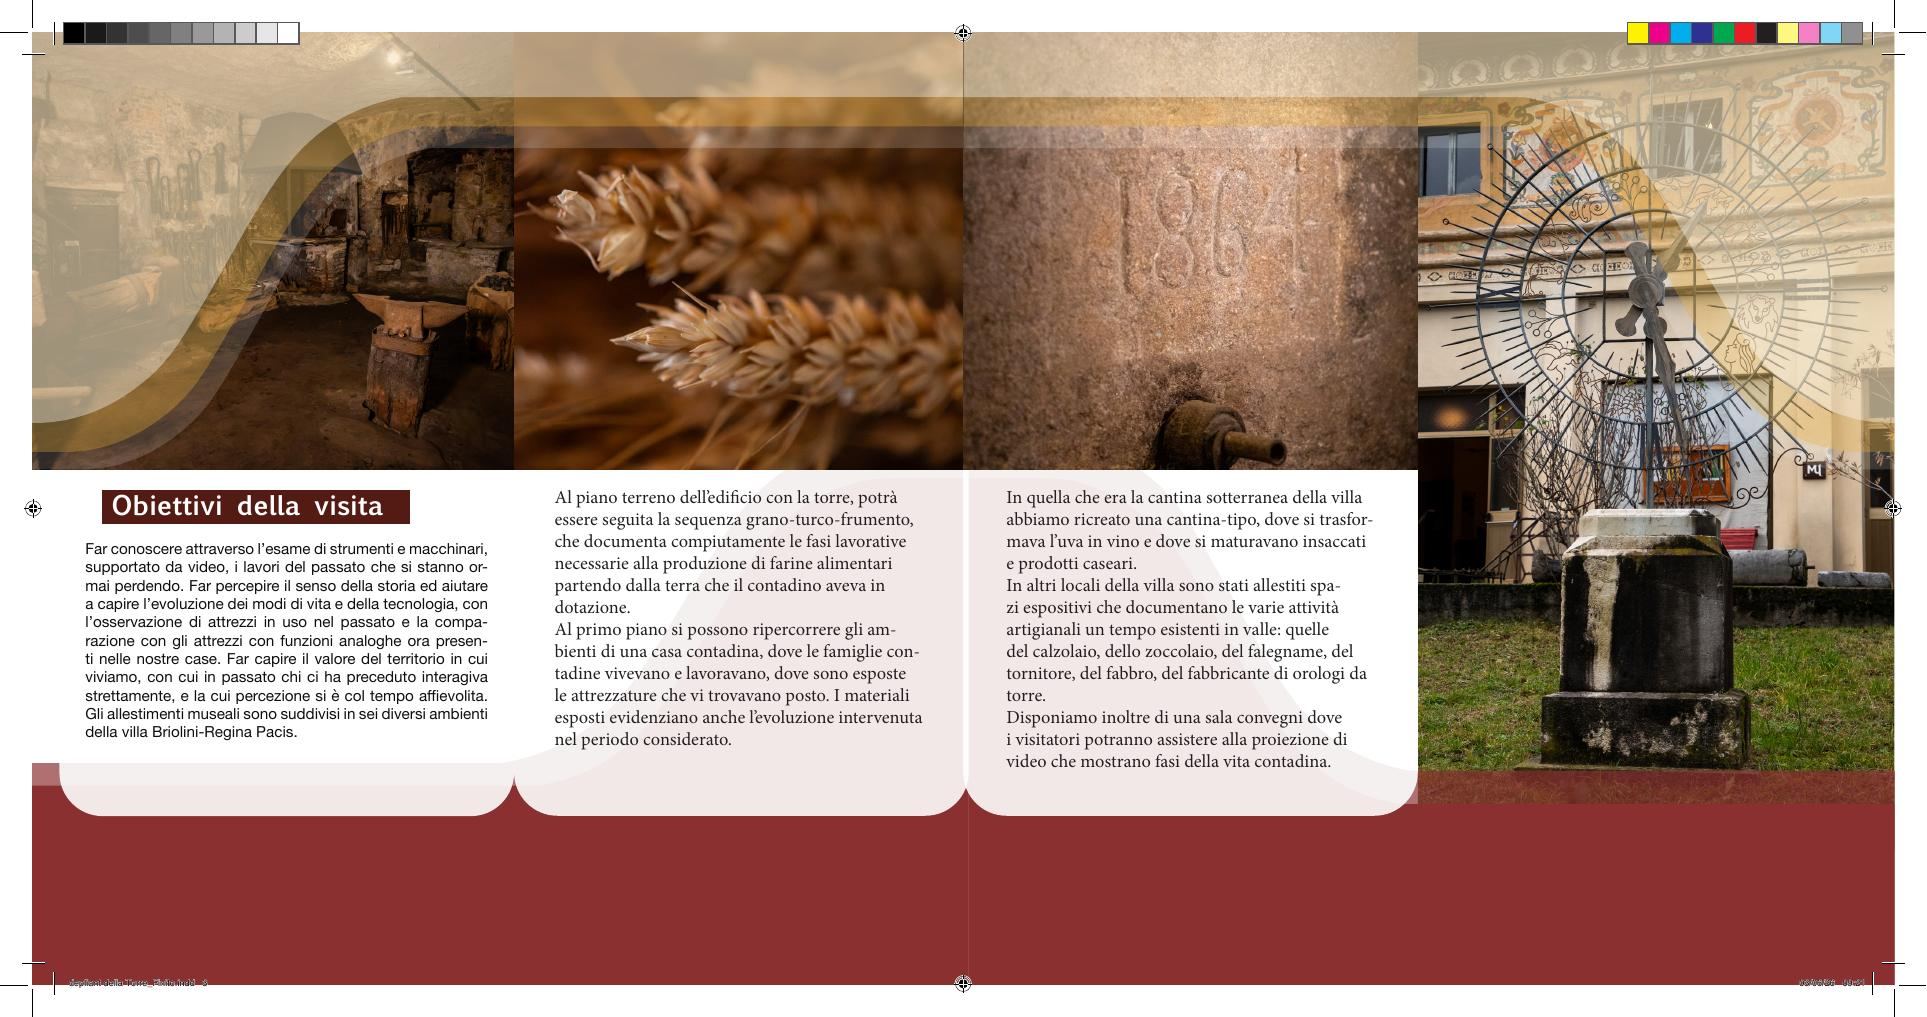 1864
MU
Obiettivi della visita
Far conoscere attraverso l'esame di strumenti e macchinari,
supportato da video, i lavori del passato che si stanno or-
mai perdendo. Far percepire il senso della storia ed aiutare
a capire l'evoluzione dei modi di vita e della tecnologia, con
l'osservazione di attrezzi in uso nel passato e la compa-
razione con gli attrezzi con funzioni analoghe ora presen-
ti nelle nostre case. Far capire il valore del territorio in cui
viviamo, con cui in passato chi ci ha preceduto interagiva
strettamente, e la cui percezione si è col tempo affievolita.
Gli allestimenti museali sono suddivisi in sei diversi ambienti
della villa Briolini-Regina Pacis.
Al piano terreno dell'edificio con la torre, potrà
essere seguita la sequenza grano-turco-frumento,
che documenta compiutamente le fasi lavorative
necessarie alla produzione di farine alimentari
partendo dalla terra che il contadino aveva in
dotazione.
Al primo piano si possono ripercorrere gli am-
bienti di una casa contadina, dove le famiglie con-
tadine vivevano e lavoravano, dove sono esposte
le attrezzature che vi trovavano posto. I materiali
esposti evidenziano anche l'evoluzione intervenuta
nel periodo considerato.
In quella che era la cantina sotterranea della villa
abbiamo ricreato una cantina-tipo, dove si trasfor-
mava l'uva in vino e dove si maturavano insaccati
e prodotti caseari.
In altri locali della villa sono stati allestiti spa-
zi espositivi che documentano le varie attività
artigianali un tempo esistenti in valle: quelle
del calzolaio, dello zoccolaio, del falegname, del
tornitore, del fabbro, del fabbricante di orologi da
torre.
Disponiamo inoltre di una sala convegni dove
i visitatori potranno assistere alla proiezione di
video che mostrano fasi della vita contadina.